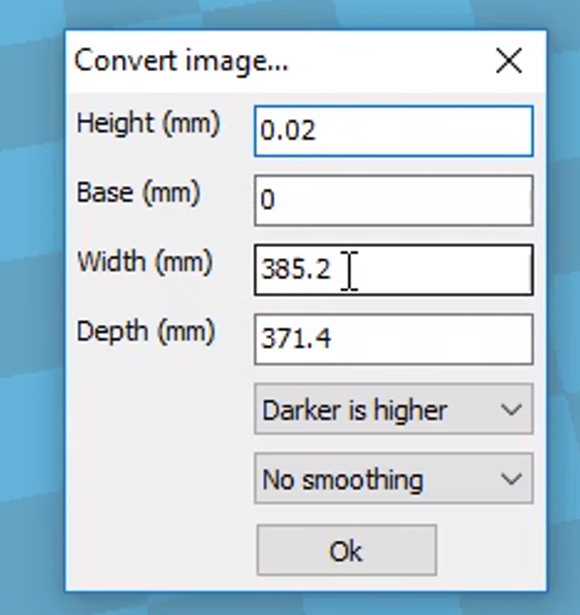 Convert image...
Height (mm) 0.02
Base (mm) 0
Width (mm) 385.2
Depth (mm) 371.4
Darker is higher
No smoothing
Ok